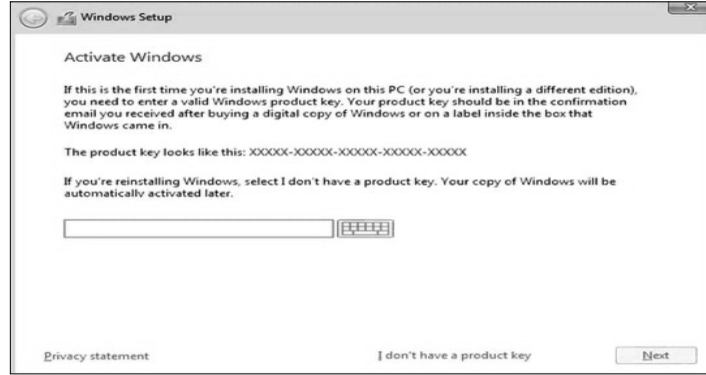 Windows Setup
Activate Windows
If this is the first time you're installing Windows on this PC (or you're installing a different edition),
you need to enter a valid Windows product key. Your product key should be in the confirmation
email you received after buying a digital copy of Windows or on a label inside the box that
Windows came in.
The product key looks like this: XXXXX-XXXXX-XXXXX-XXXXX-XXXXX
If you're reinstalling Windows, select I don't have a product key. Your copy of Windows will be
automatically activated later.
Privacy statement
I don't have a product key
Next